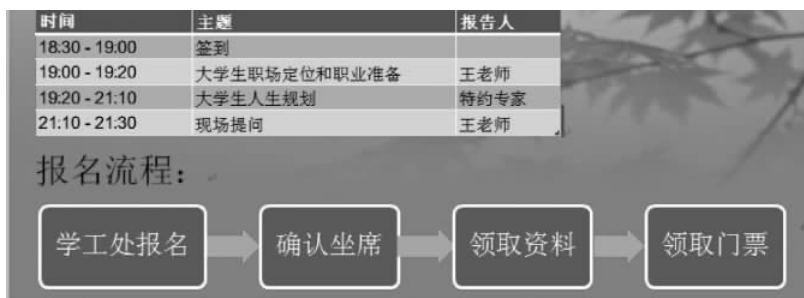 时间 主题 报告人
18:30 - 19:00 签到
19:00 - 19:20 大学生职场定位和职业准备 王老师
19:20 - 21:10 大学生人生规划 特约专家
21:10 - 21:30 现场提问 王老师
报名流程：
学工处报名 确认坐席 领取资料 领取门票